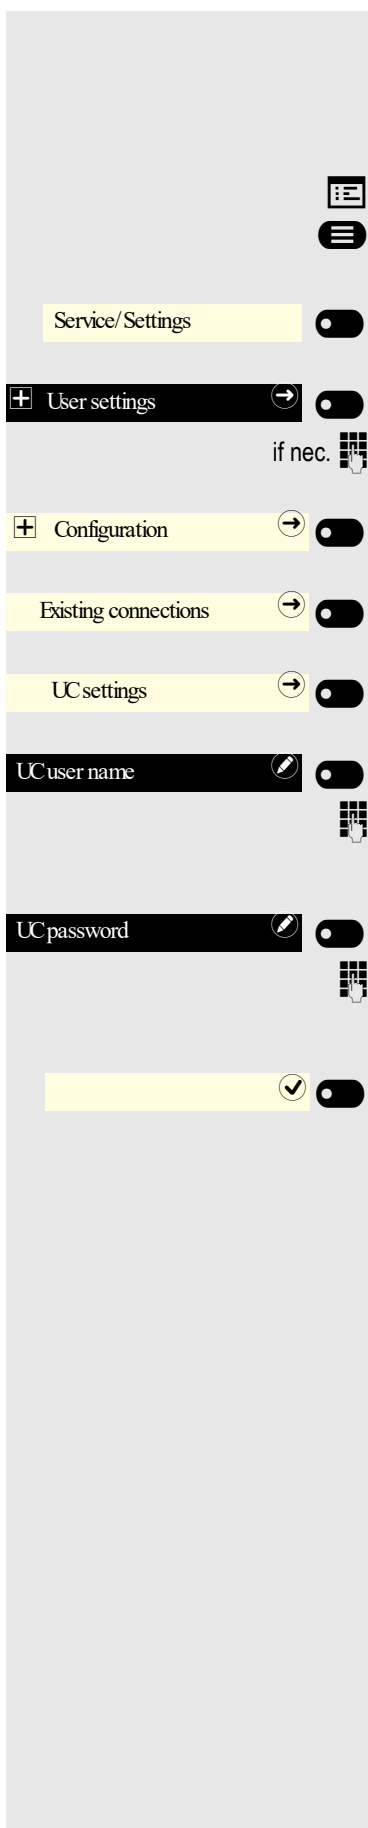 Service/Settings
User settings
if nec.
Configuration
Existing connections
UC settings
UC user name
UC password